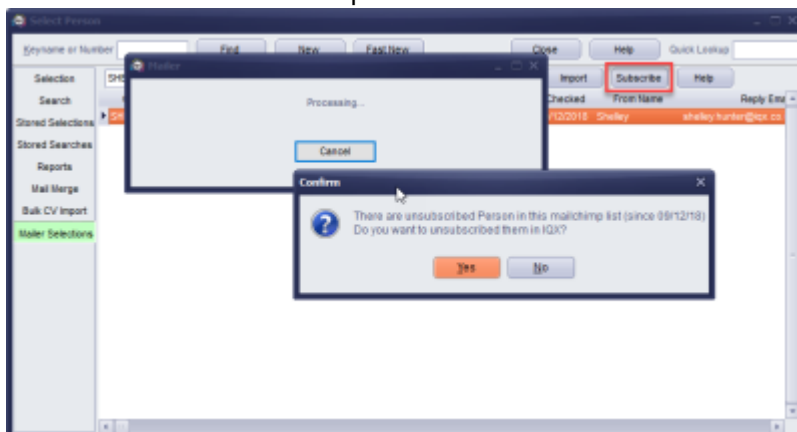 Select Person
Keyname or Number Find New Fast New Close Help Quick Lookup
Mailer
Selection Import Subscribe Help
Search Checked From Name Reply Ema
/12/2018 Shelley shelley.hunter@iqx.co.
Stored Selections
Processing...
Stored Searches
Reports
Cancel
Mail Merge
Confirm
Bulk CV Import
There are unsubscribed Person in this mailchimp list (since 09/12/18)
Mailer Selections
Do you want to unsubscribed them in IQX?
Yes No